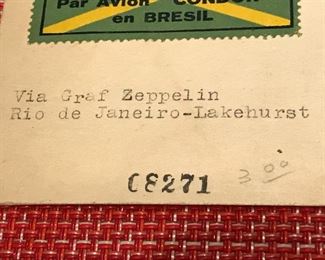 Par Avion "CONDOR"
en BRESIL
Via Graf Zeppelin
Rio de Janeiro-Lakehurst
C8271
3.00